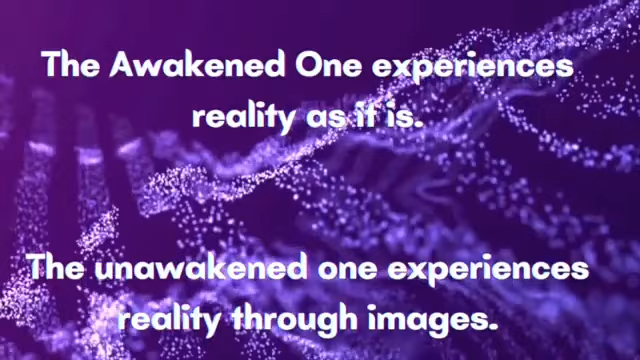 The Awakened One experiences
reality as it is.
The unawakened one experiences
reality through images.